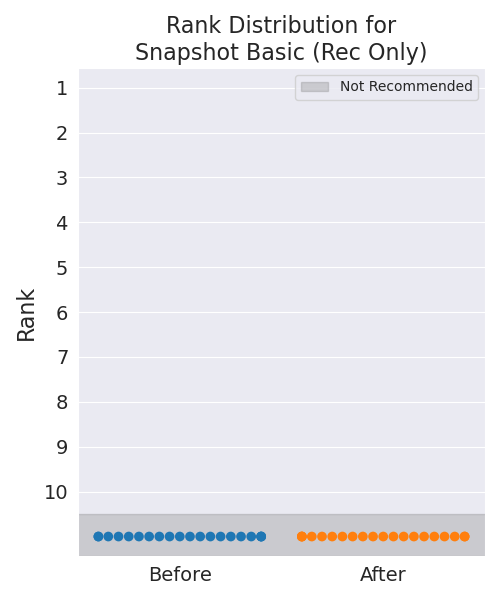 Rank Distribution for
Snapshot Basic (Rec Only)
Not Recommended
1
2
3
4
5
6
7
8
9
10
Rank
Before
After